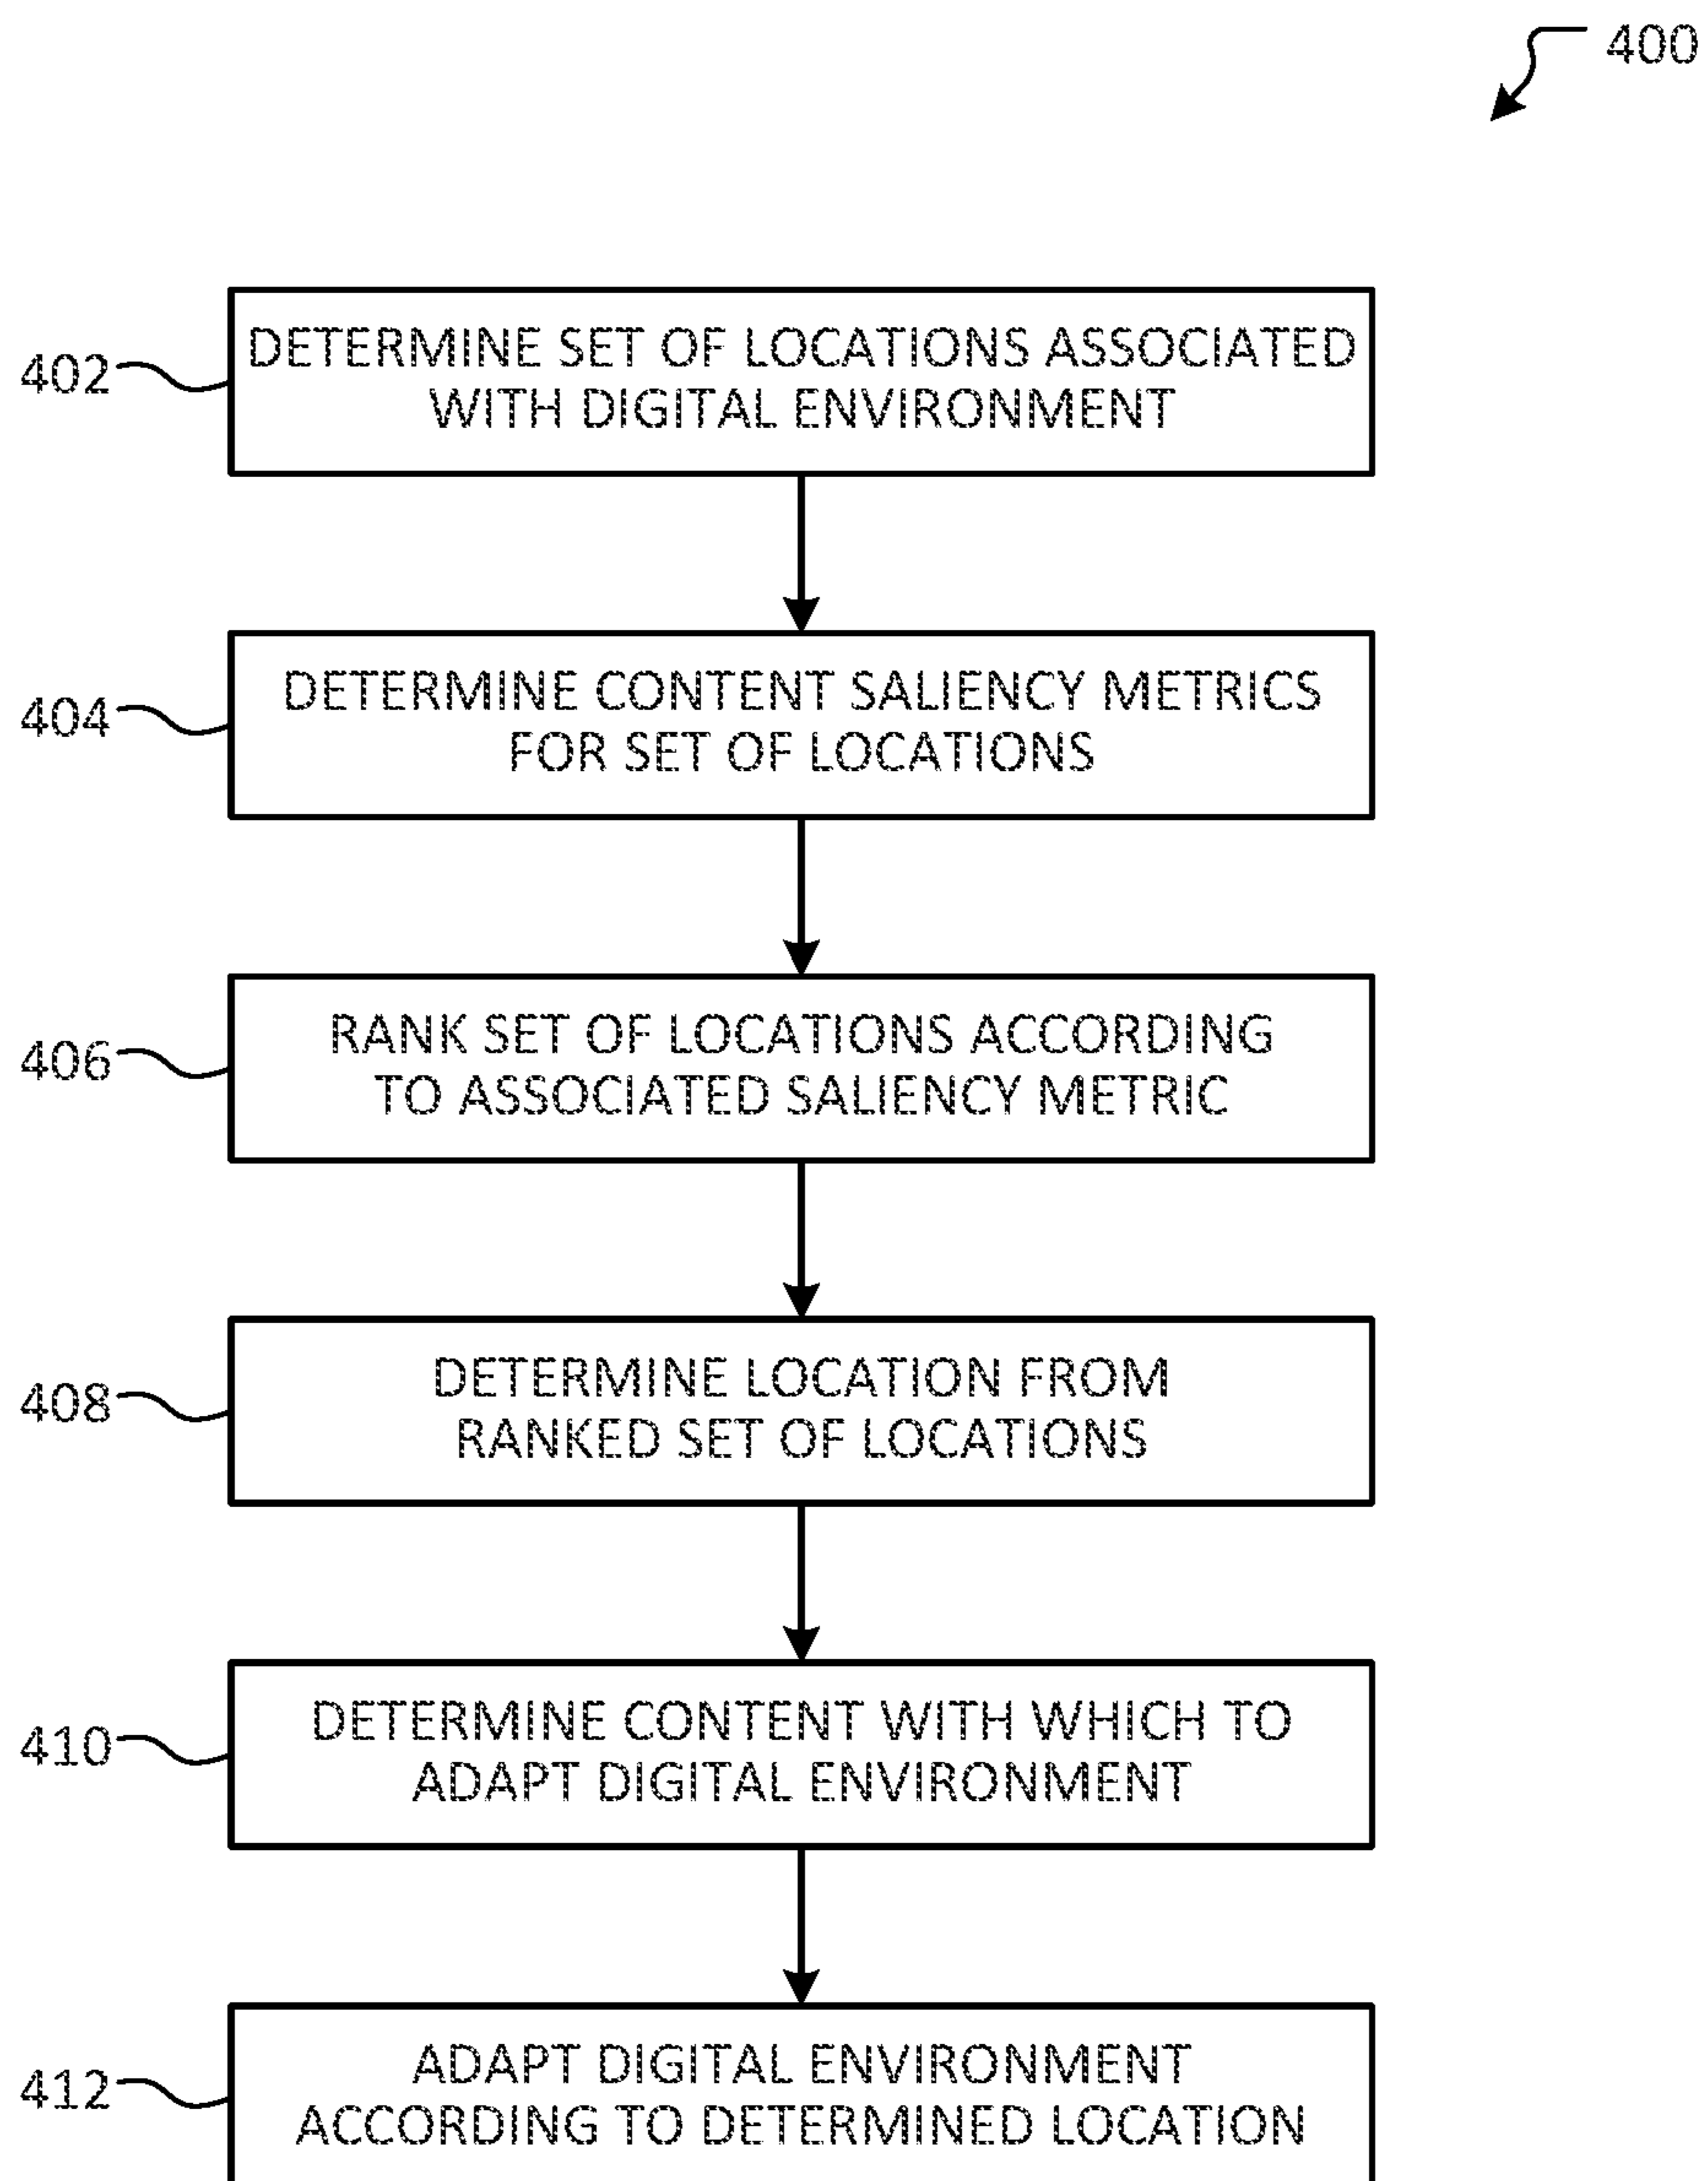 400
402
DETERMINE SET OF LOCATIONS ASSOCIATED
WITH DIGITAL ENVIRONMENT
404
DETERMINE CONTENT SALIENCY METRICS
FOR SET OF LOCATIONS
406
RANK SET OF LOCATIONS ACCORDING
TO ASSOCIATED SALIENCY METRIC
408
DETERMINE LOCATION FROM
RANKED SET OF LOCATIONS
410
DETERMINE CONTENT WITH WHICH TO
ADAPT DIGITAL ENVIRONMENT
412
ADAPT DIGITAL ENVIRONMENT
ACCORDING TO DETERMINED LOCATION